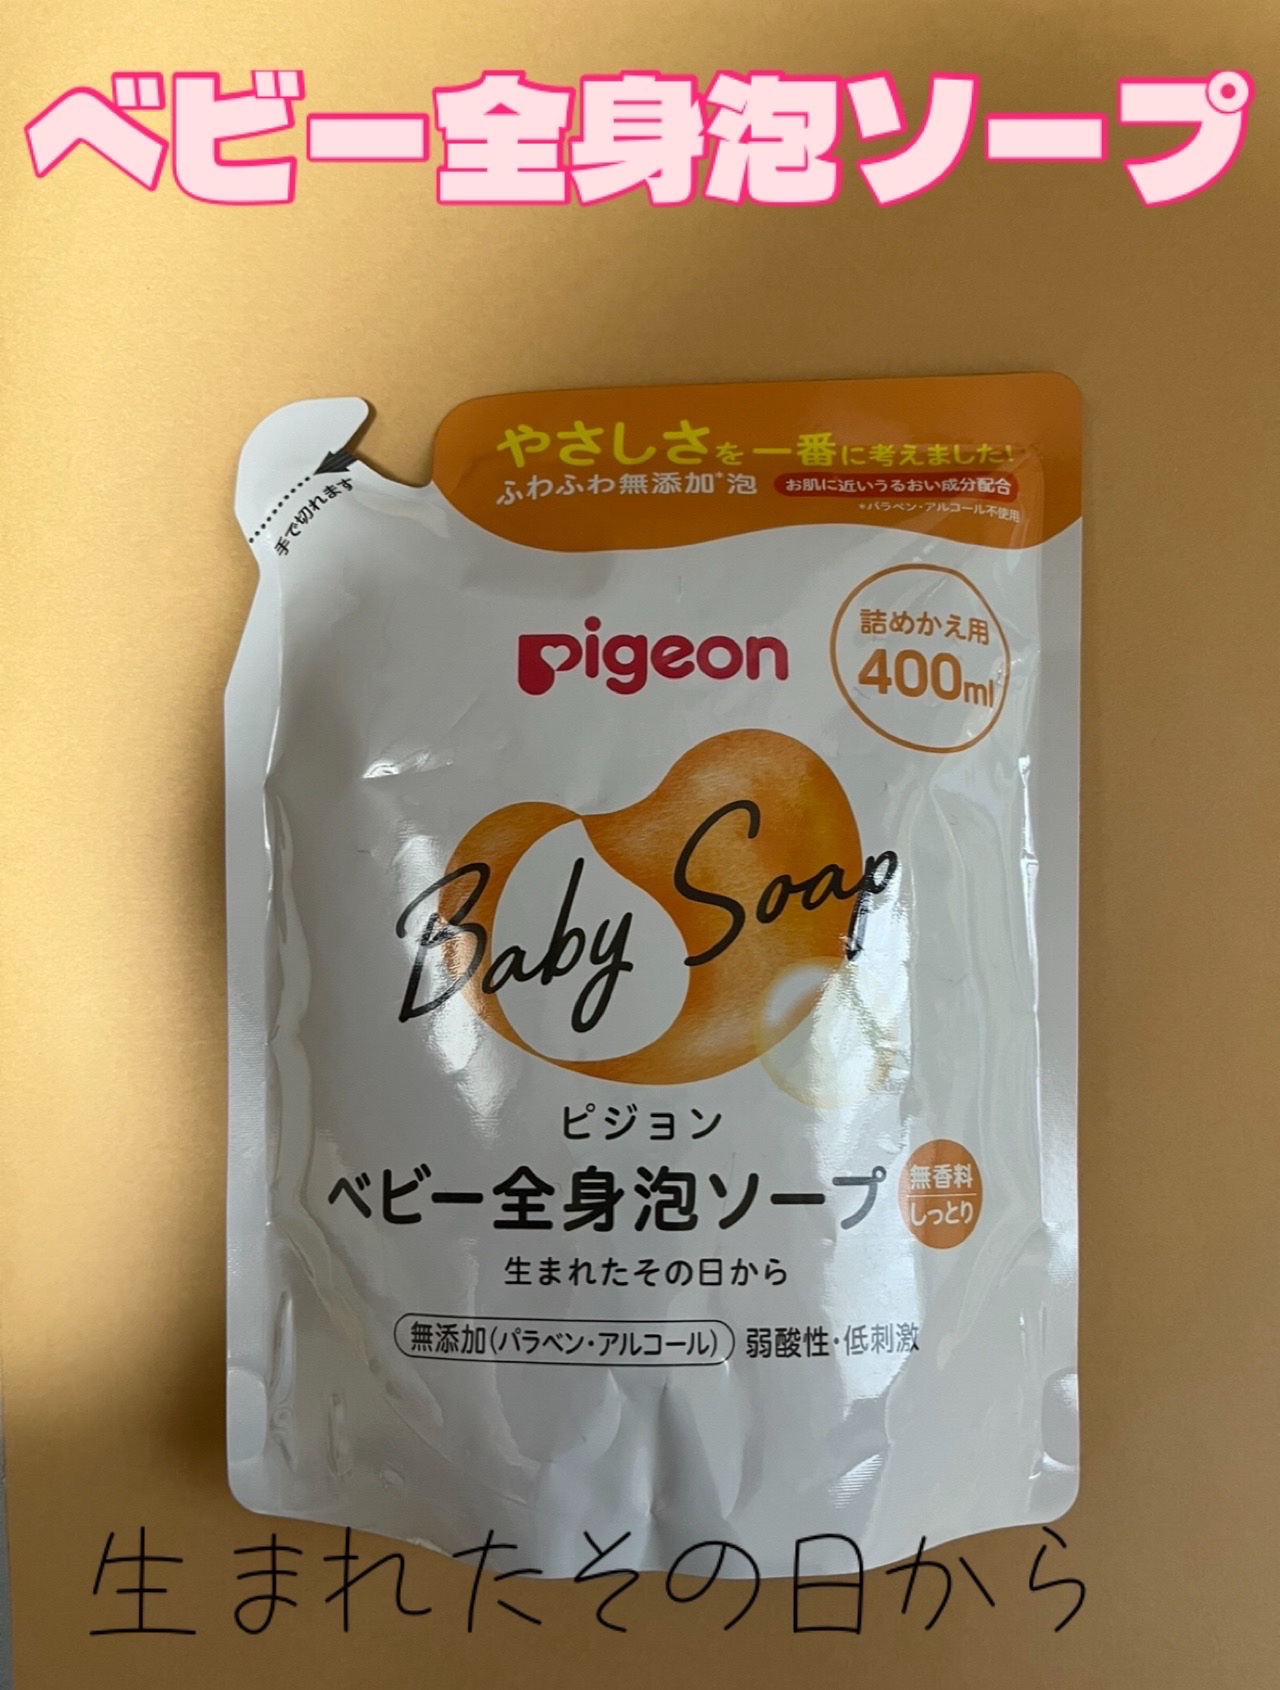 ベビー全身泡ソープ
やさしさを一番に考えました!
ふわふわ無添加*泡 お肌に近いうるおい成分配合
*パラベン・アルコール不使用
手で切れます
pigeon
詰めかえ用
400ml
Baby Soap
ピジョン
ベビー全身泡ソープ
無香料
しっとり
生まれたその日から
無添加(パラベン・アルコール) 弱酸性・低刺激
生まれたその日から